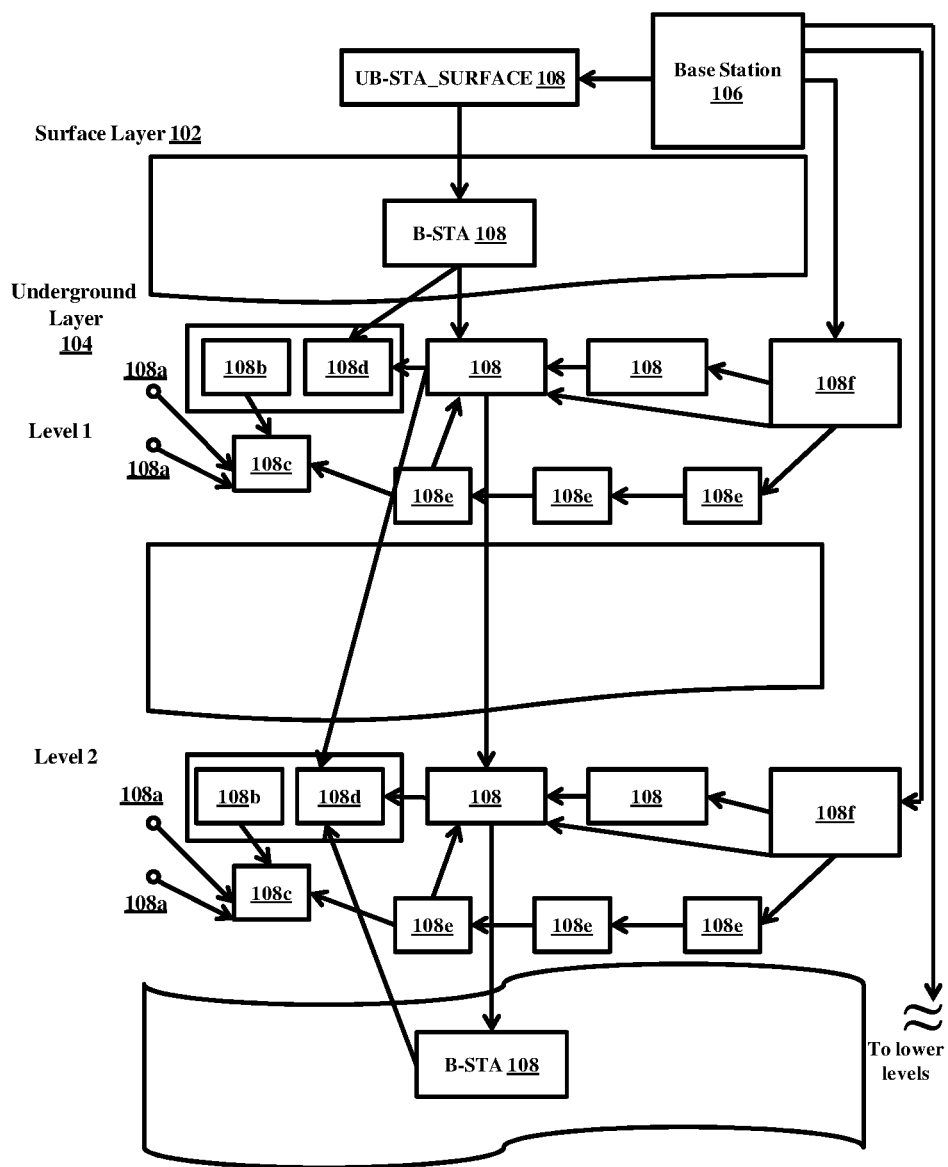 UB-STA_SURFACE 108
Base Station
106
Surface Layer 102
B-STA 108
Underground
Layer
104
108b
108d
108
108
108f
108a
Level 1
108a
108c
108e
108e
108e
Level 2
108b
108d
108
108
108f
108a
108a
108c
108e
108e
108e
B-STA 108
To lower
levels